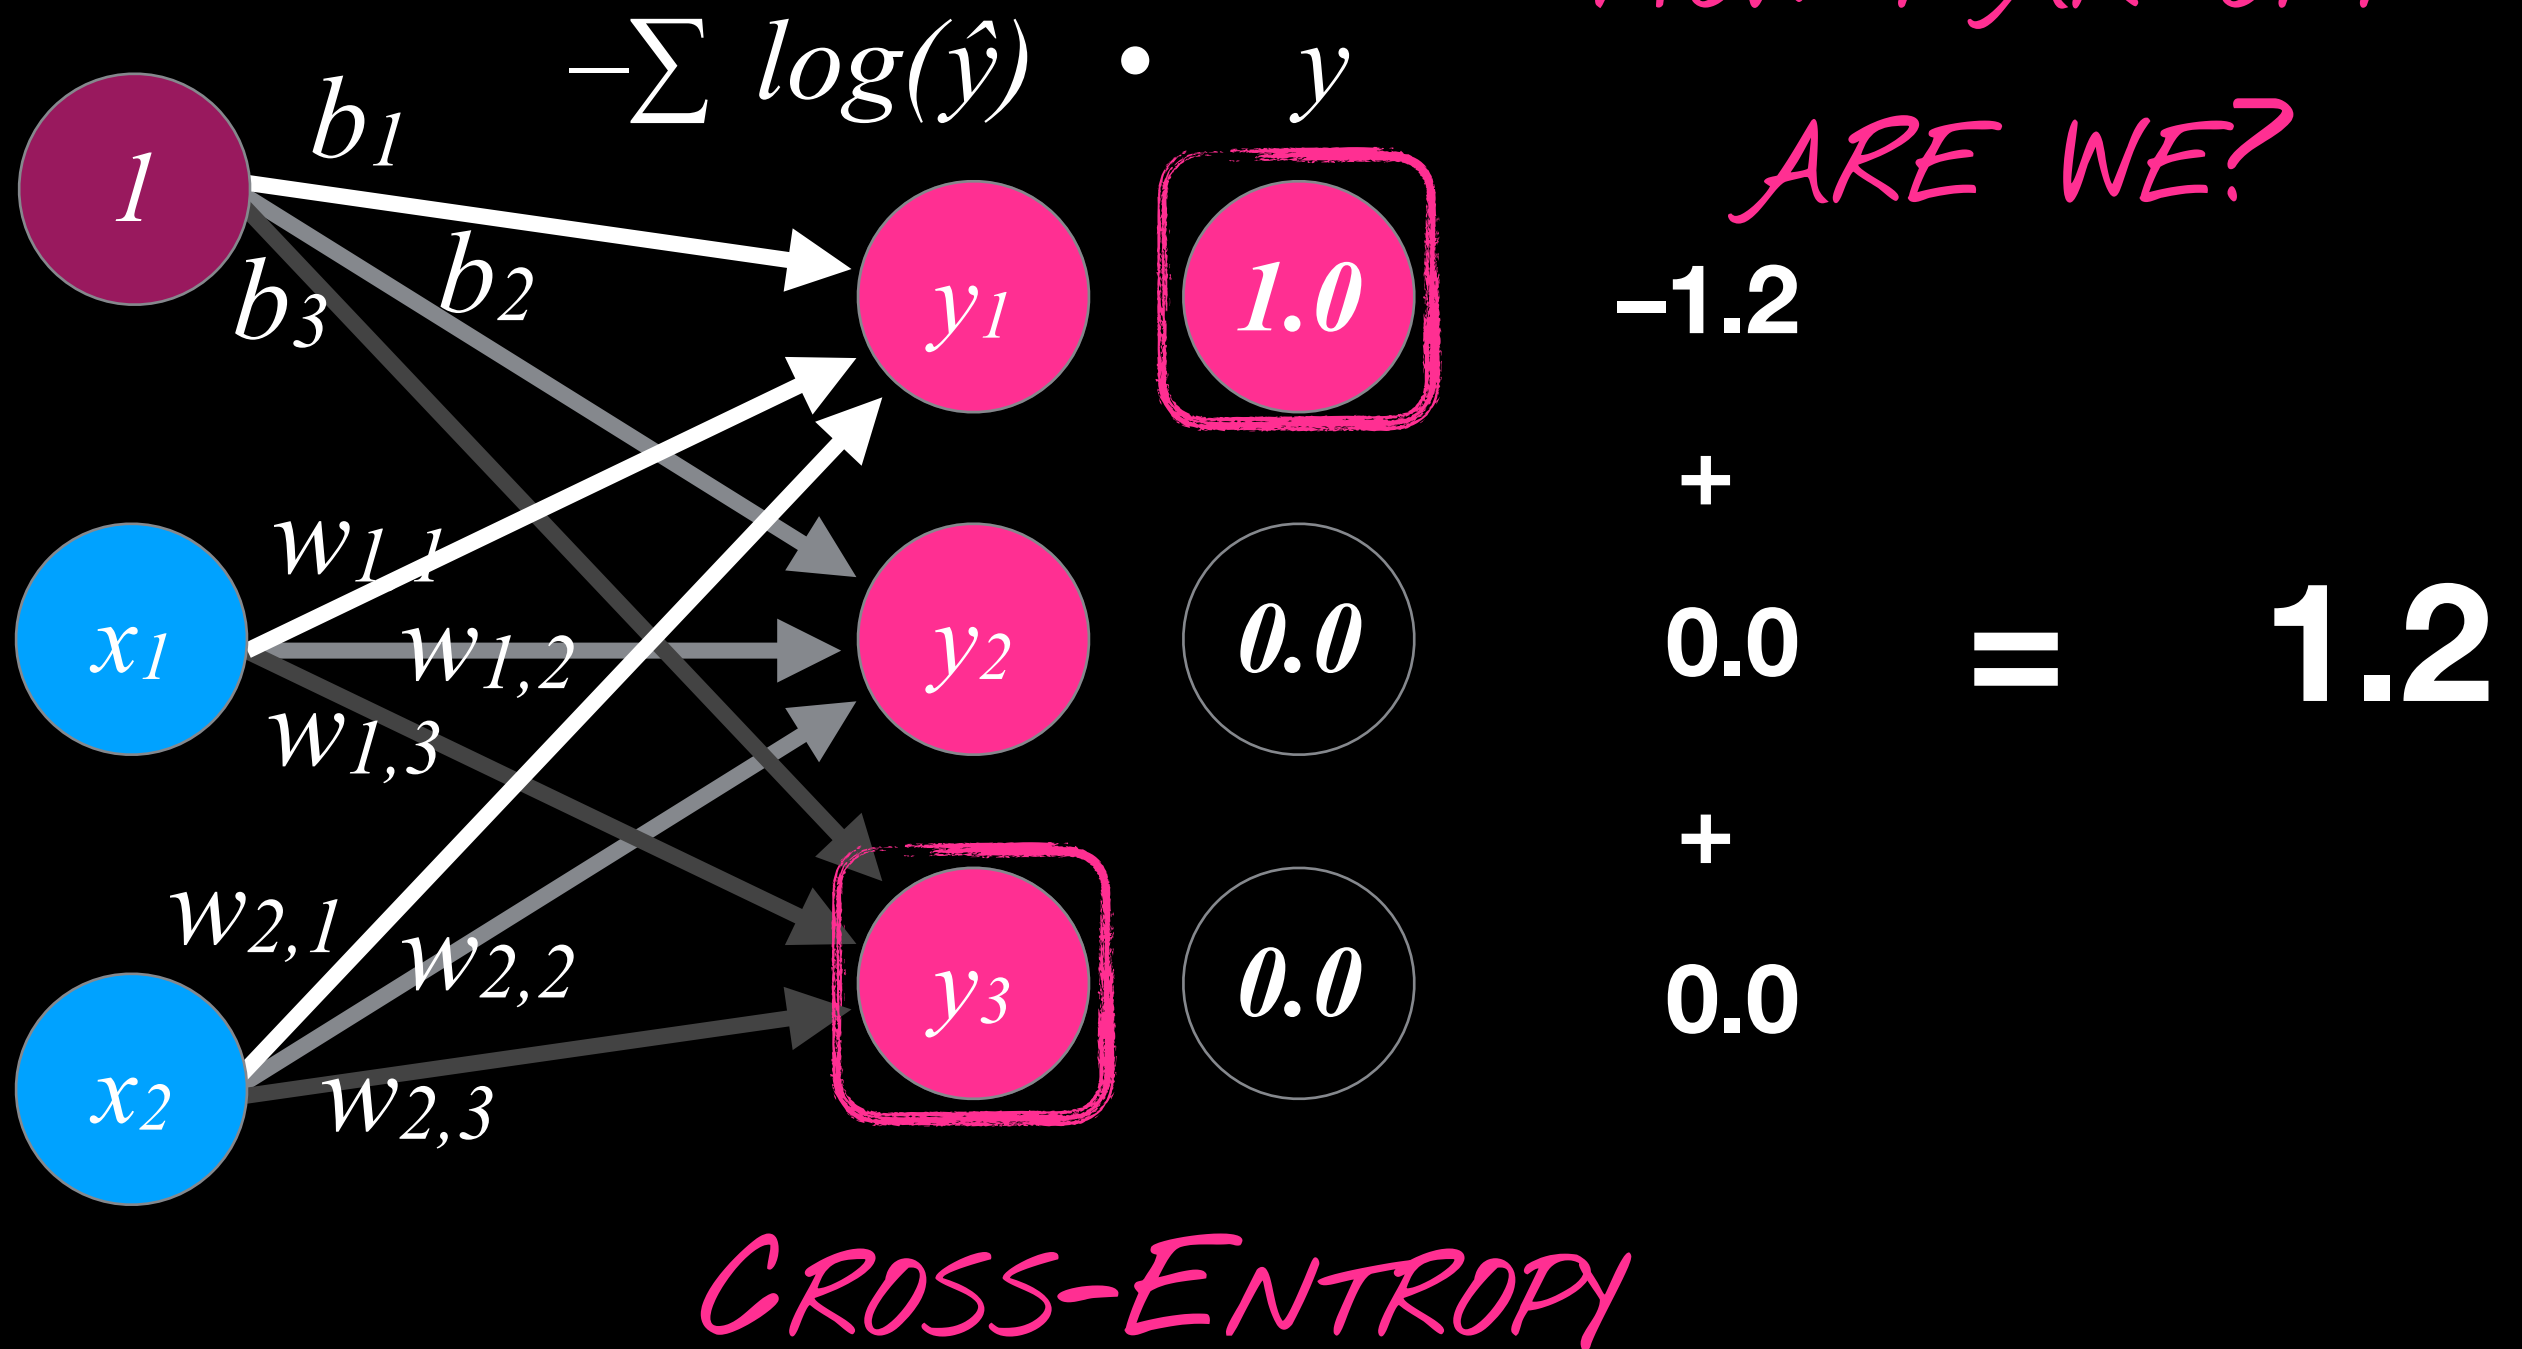 ARE WE?
−∑ log(ŷ) • y
1
b1
b2
b3
y1
1.0
−1.2
+
x1
w1,1
w1,2
w1,3
y2
0.0
0.0
=
1.2
+
x2
w2,1
w2,2
w2,3
y3
0.0
0.0
CROSS-ENTROPY